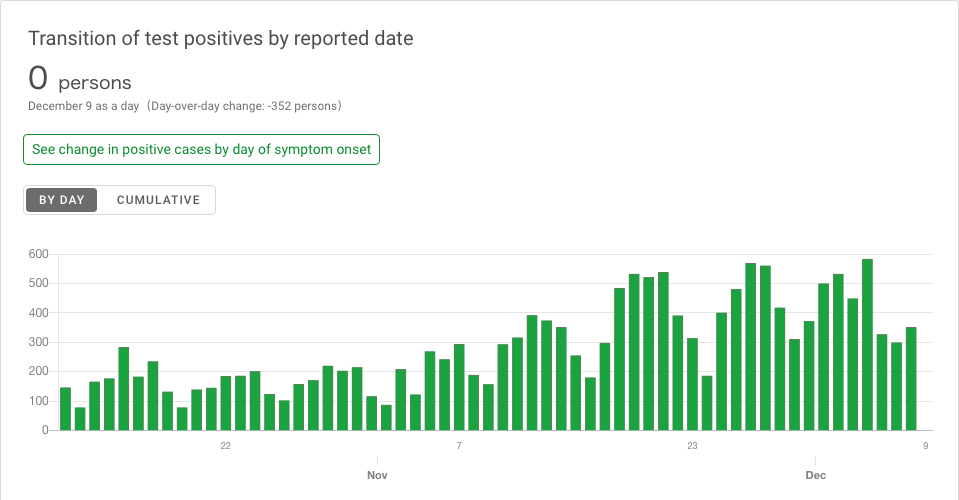 Transition of test positives by reported date
0 persons
December 9 as a day (Day-over-day change: -352 persons)
See change in positive cases by day of symptom onset
BY DAY CUMULATIVE
600
500
400
300
200
100
0
22 7 23 9
Nov Dec